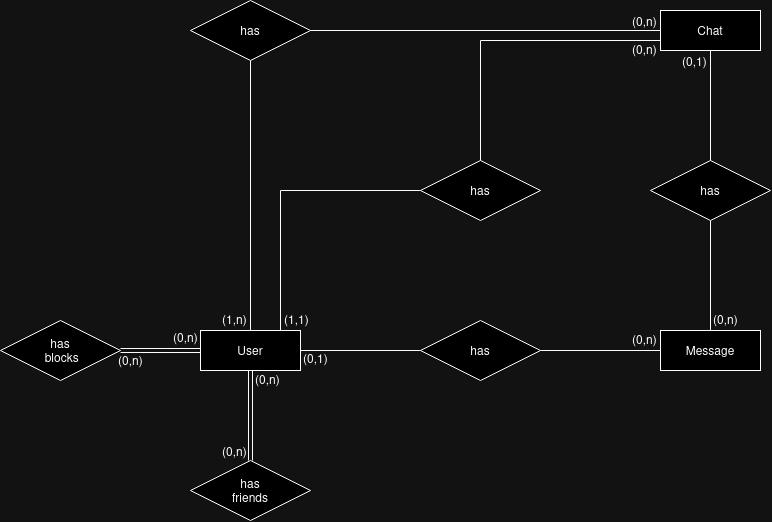 has
(0,n)
Chat
(0,n)
(0,1)
has
has
(1,n)
(1,1)
(0,n)
has
blocks
(0,n)
(0,n)
User
(0,1)
has
(0,n)
Message
(0,n)
(0,n)
has
friends